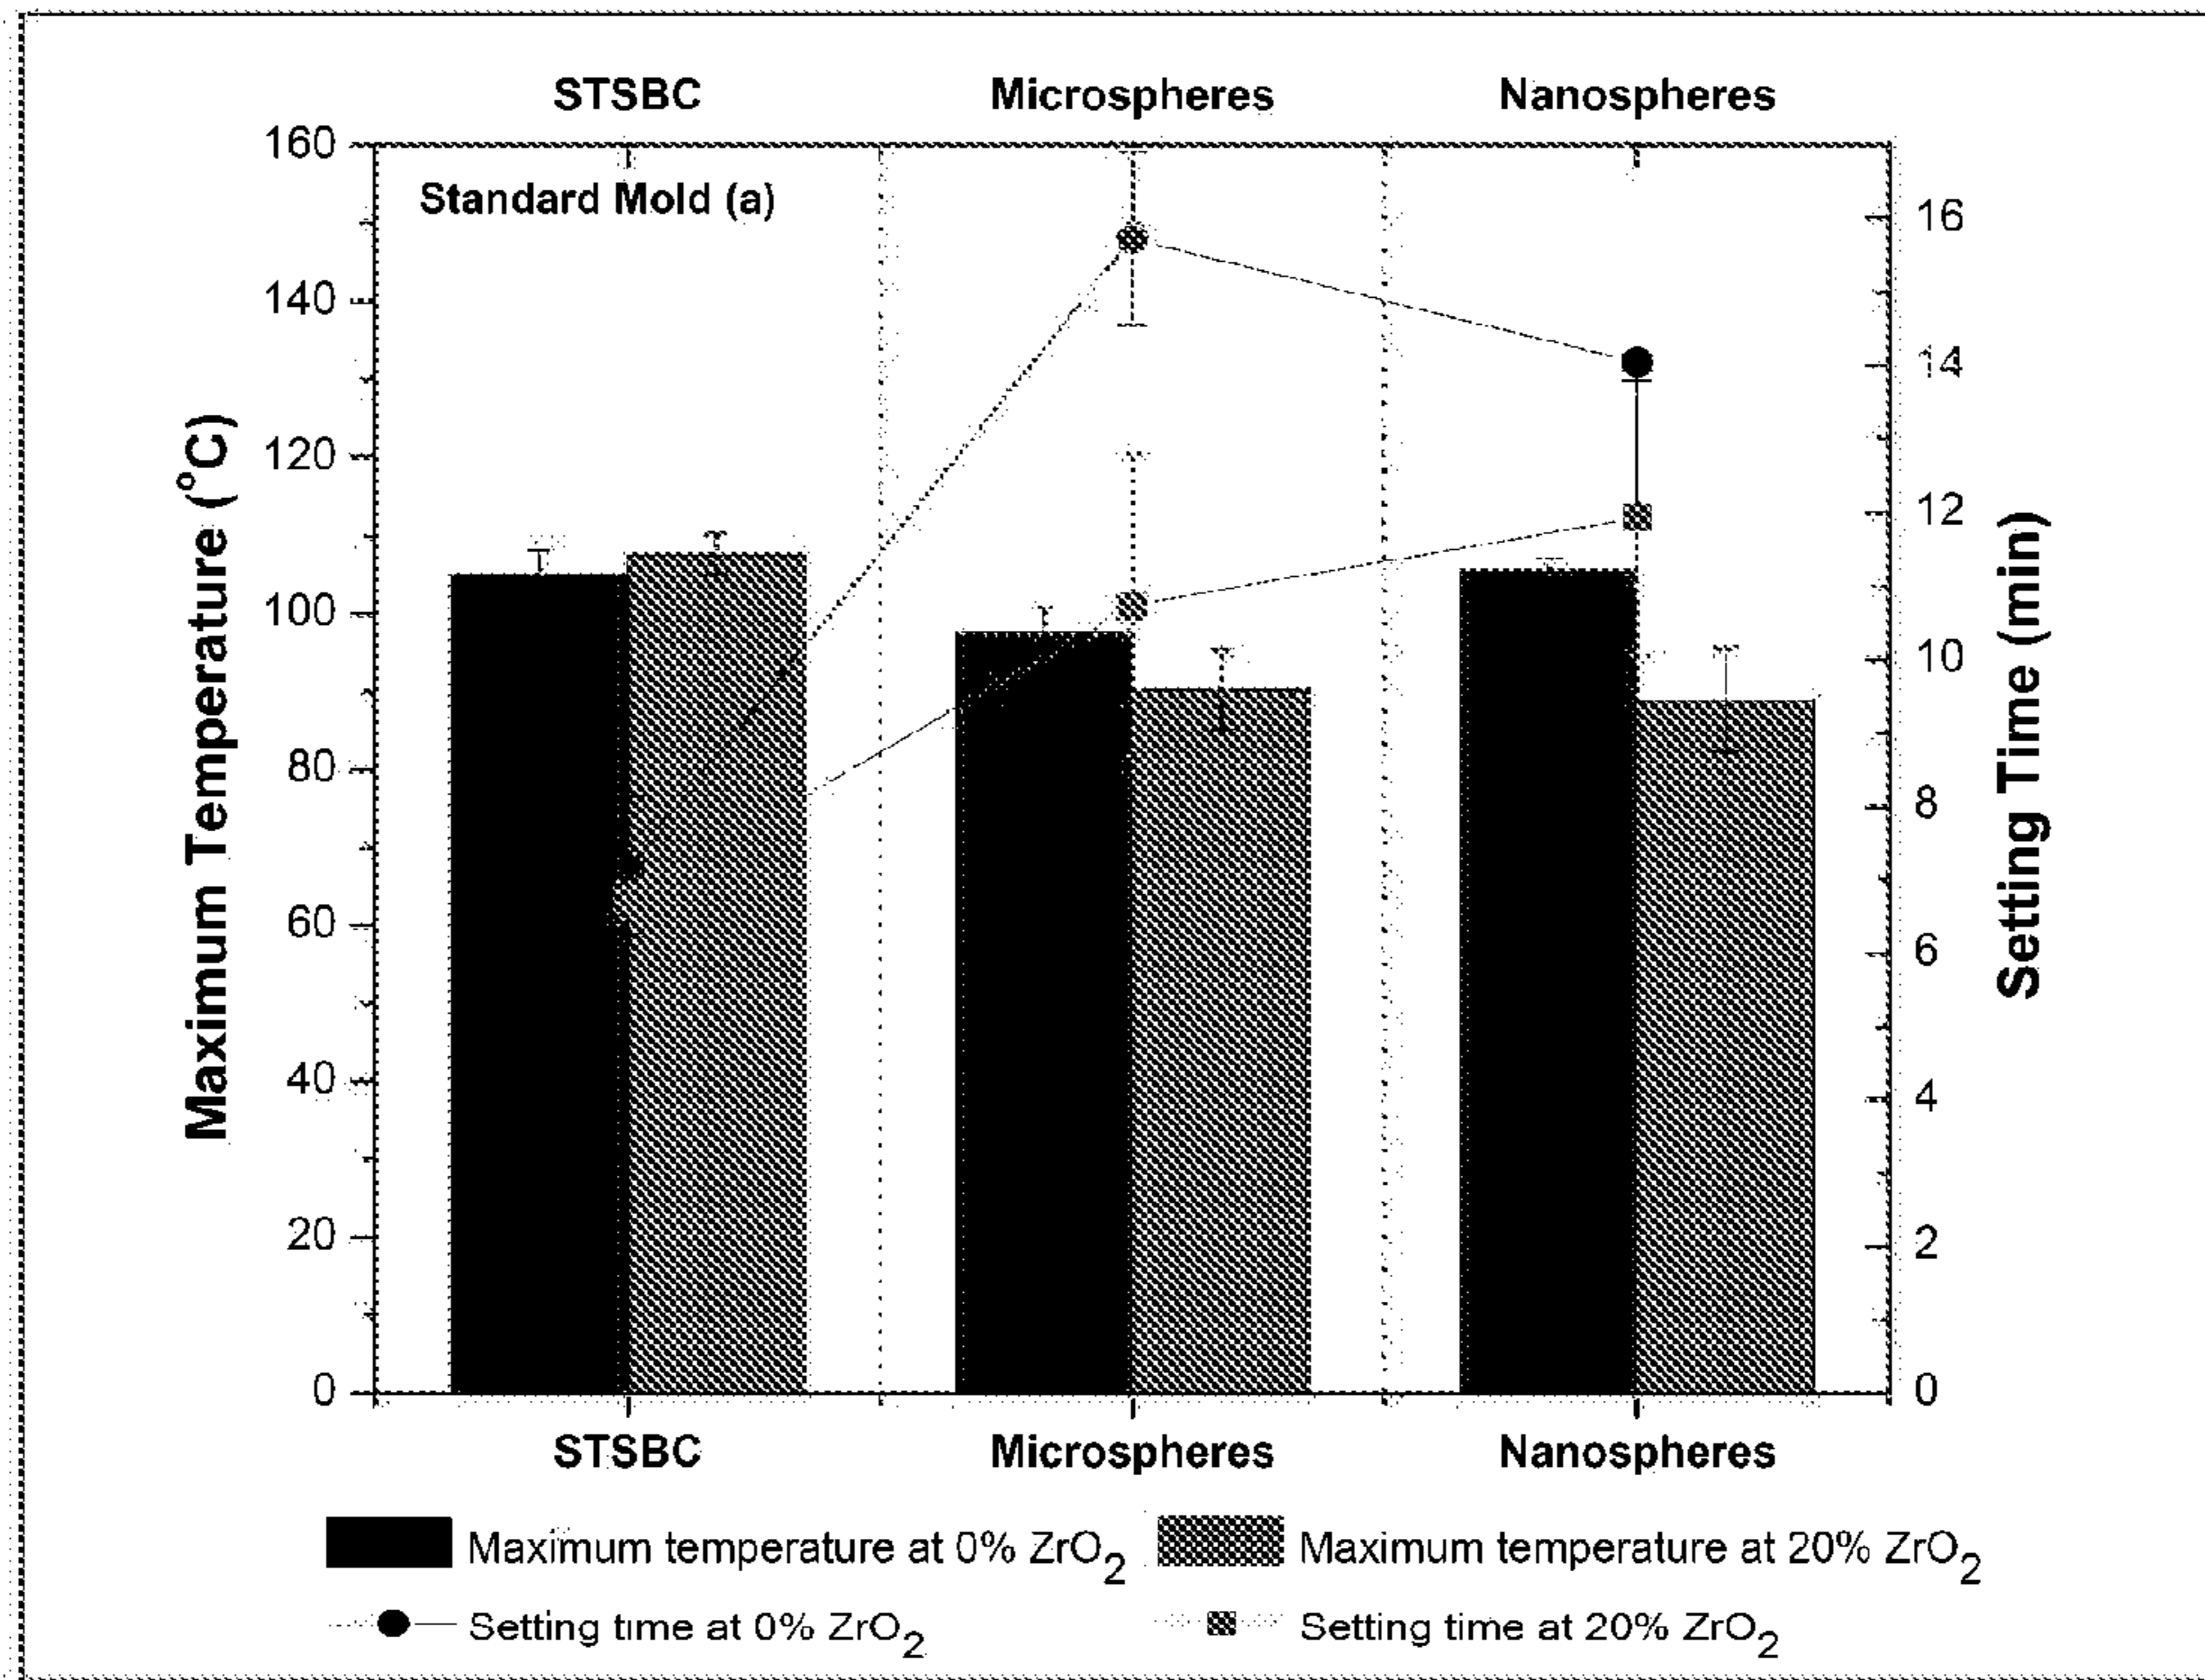 STSBC Microspheres Nanospheres
Standard Mold (a)
160
140
120
100
80
60
40
20
0
Maximum Temperature (°C)
16
14
12
10
8
6
4
2
0
Setting Time (min)
STSBC Microspheres Nanospheres
Maximum temperature at 0% ZrO2 Maximum temperature at 20% ZrO2
Setting time at 0% ZrO2 Setting time at 20% ZrO2